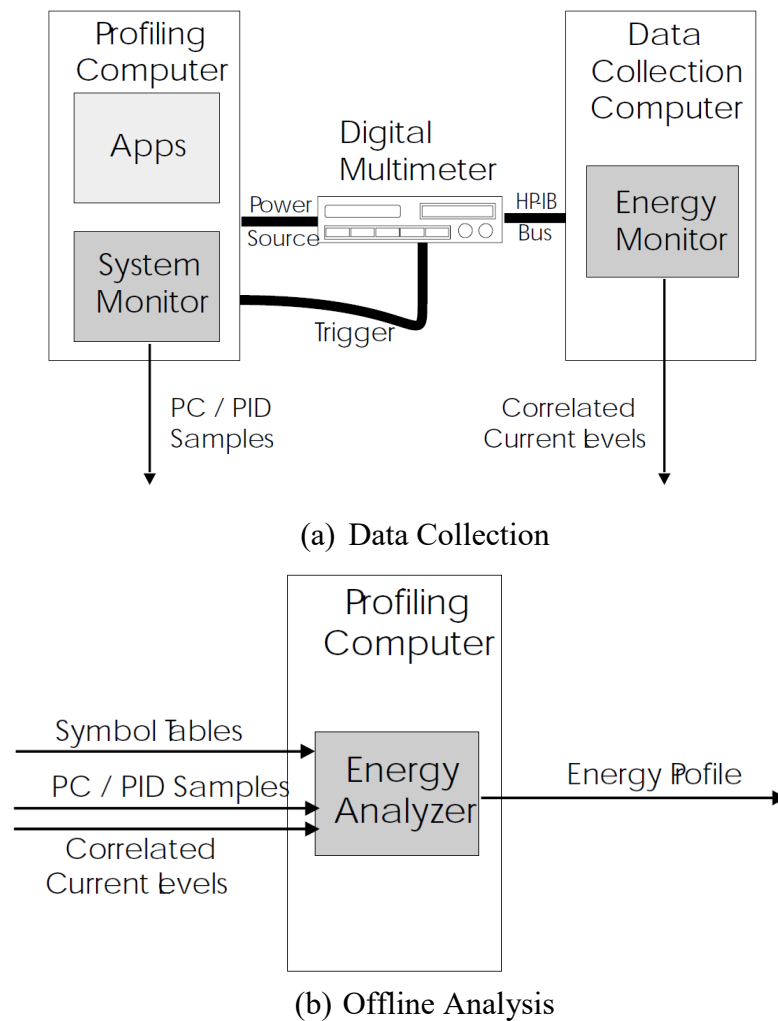 Profiling
Computer
Apps
System
Monitor
Digital
Multimeter
Power
Source
Trigger
HP-IB
Bus
Data
Collection
Computer
Energy
Monitor
PC / PID
Samples
Correlated
Current Levels
(a) Data Collection
Profiling
Computer
Symbol Tables
PC / PID Samples
Correlated
Current Levels
Energy
Analyzer
Energy Profile
(b) Offline Analysis